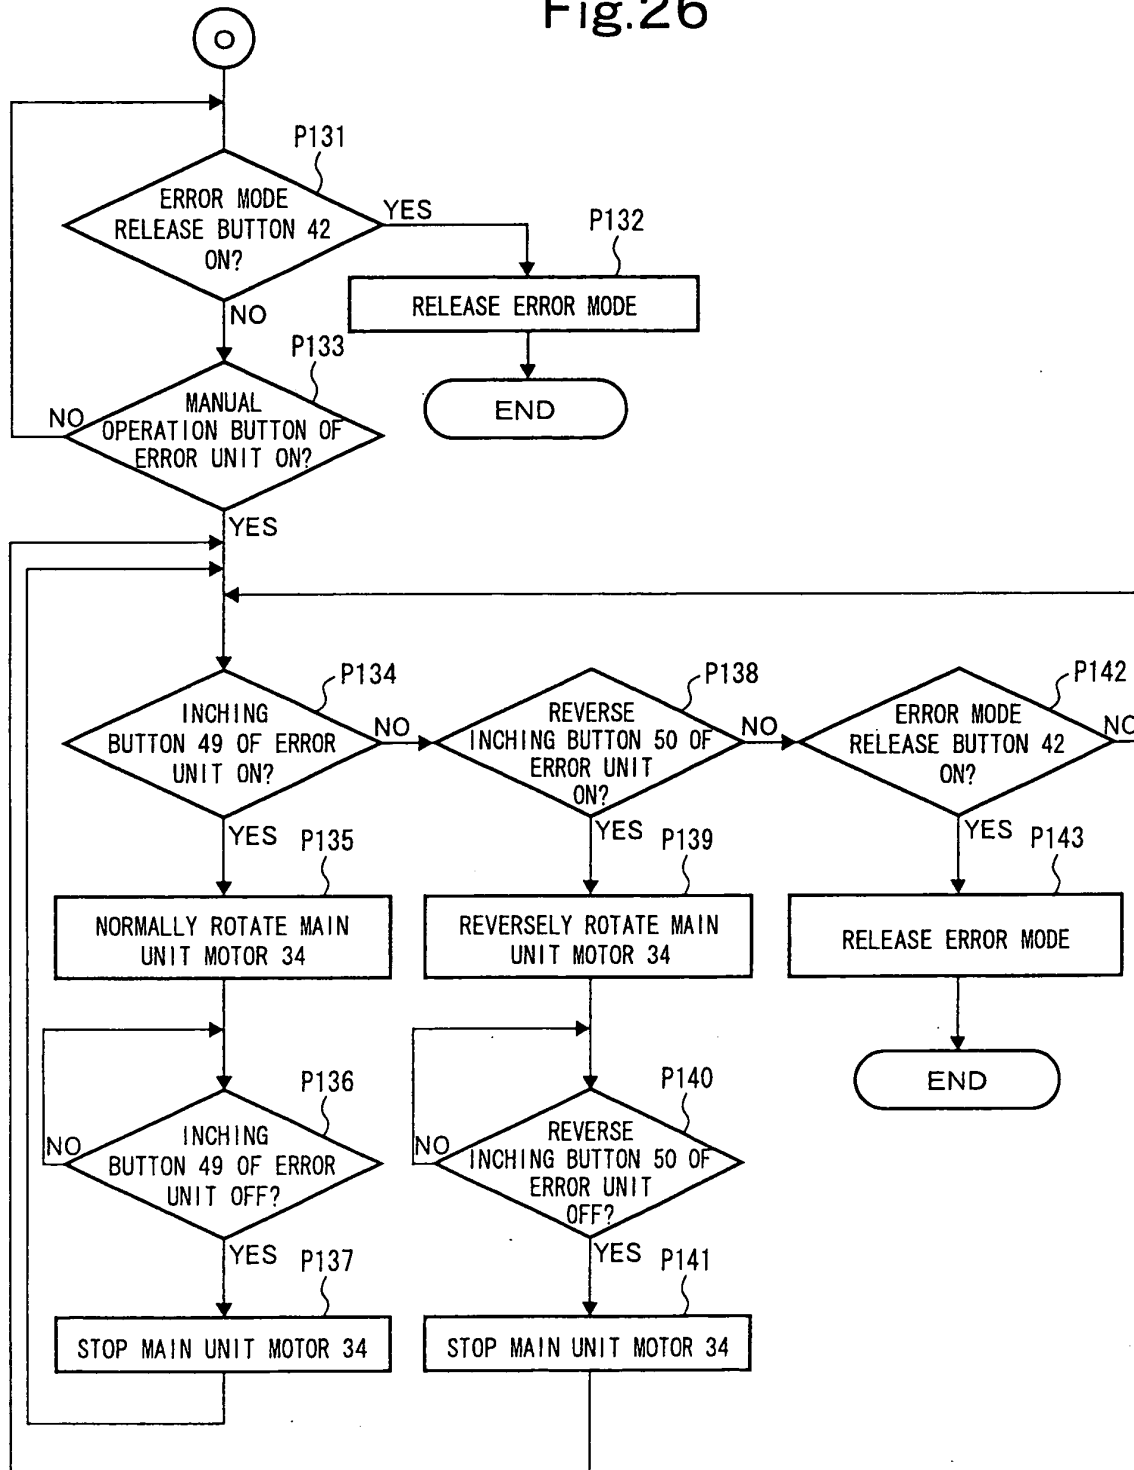 Fig.26
O
P131
ERROR MODE
RELEASE BUTTON 42
ON?
YES
P132
RELEASE ERROR MODE
NO
END
P133
MANUAL
OPERATION BUTTON OF
ERROR UNIT ON?
NO
YES
P134
INCHING
BUTTON 49 OF ERROR
UNIT ON?
NO
P138
REVERSE
INCHING BUTTON 50 OF
ERROR UNIT
ON?
NO
P142
ERROR MODE
RELEASE BUTTON 42
ON?
NO
YES
P135
NORMALLY ROTATE MAIN
UNIT MOTOR 34
YES
P139
REVERSELY ROTATE MAIN
UNIT MOTOR 34
YES
P143
RELEASE ERROR MODE
END
P136
INCHING
BUTTON 49 OF ERROR
UNIT OFF?
NO
P140
REVERSE
INCHING BUTTON 50 OF
ERROR UNIT
OFF?
NO
YES
P137
STOP MAIN UNIT MOTOR 34
YES
P141
STOP MAIN UNIT MOTOR 34